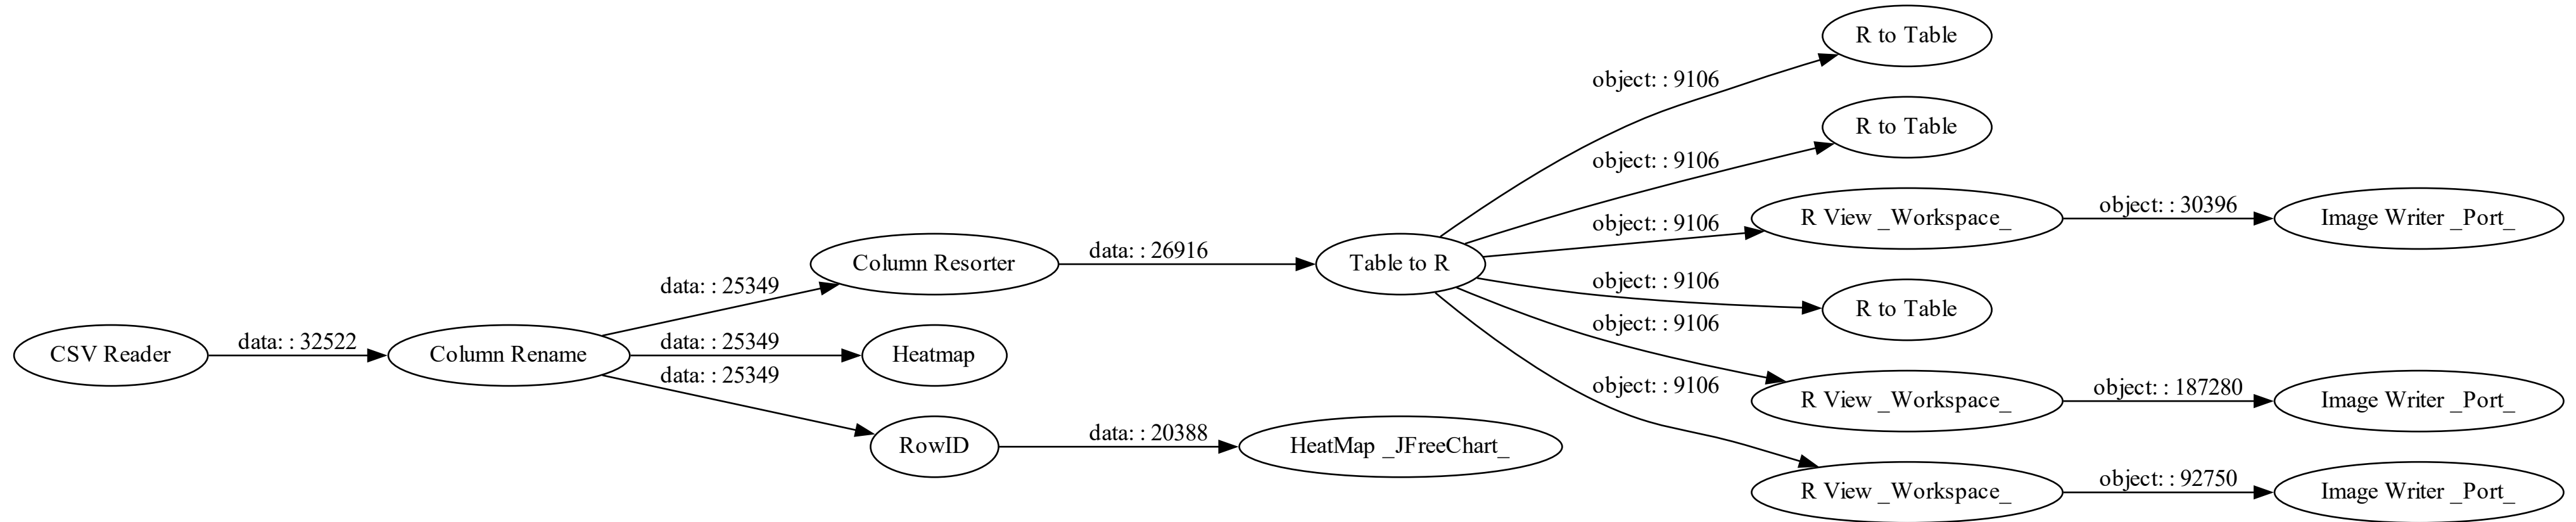 R to Table
object: : 9106
R to Table
object: : 9106
R View _Workspace_
object: : 30396
Image Writer _Port_
object: : 9106
Column Resorter
data: : 26916
Table to R
object: : 9106
R to Table
data: : 25349
object: : 9106
CSV Reader
data: : 32522
Column Rename
data: : 25349
Heatmap
data: : 25349
object: : 9106
R View _Workspace_
object: : 187280
Image Writer _Port_
RowID
data: : 20388
HeatMap _JFreeChart_
R View _Workspace_
object: : 92750
Image Writer _Port_